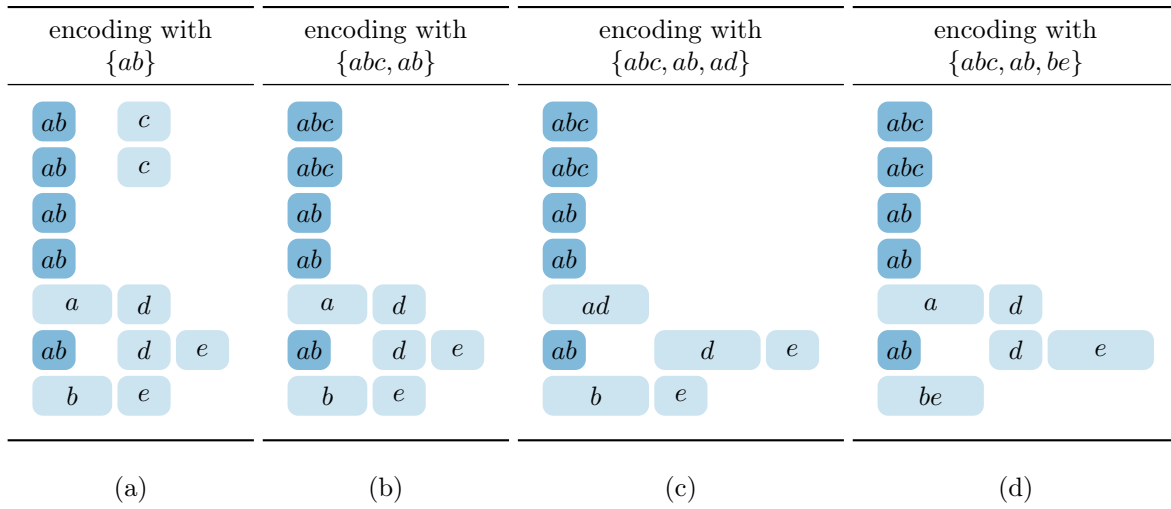 encoding with
{ab}
ab c
ab c
ab
ab
a d
ab d e
b e
(a)
encoding with
{abc, ab}
abc
abc
ab
ab
a d
ab d e
b e
(b)
encoding with
{abc, ab, ad}
abc
abc
ab
ab
ad
ab d e
b e
(c)
encoding with
{abc, ab, be}
abc
abc
ab
ab
a d
ab d e
be
(d)